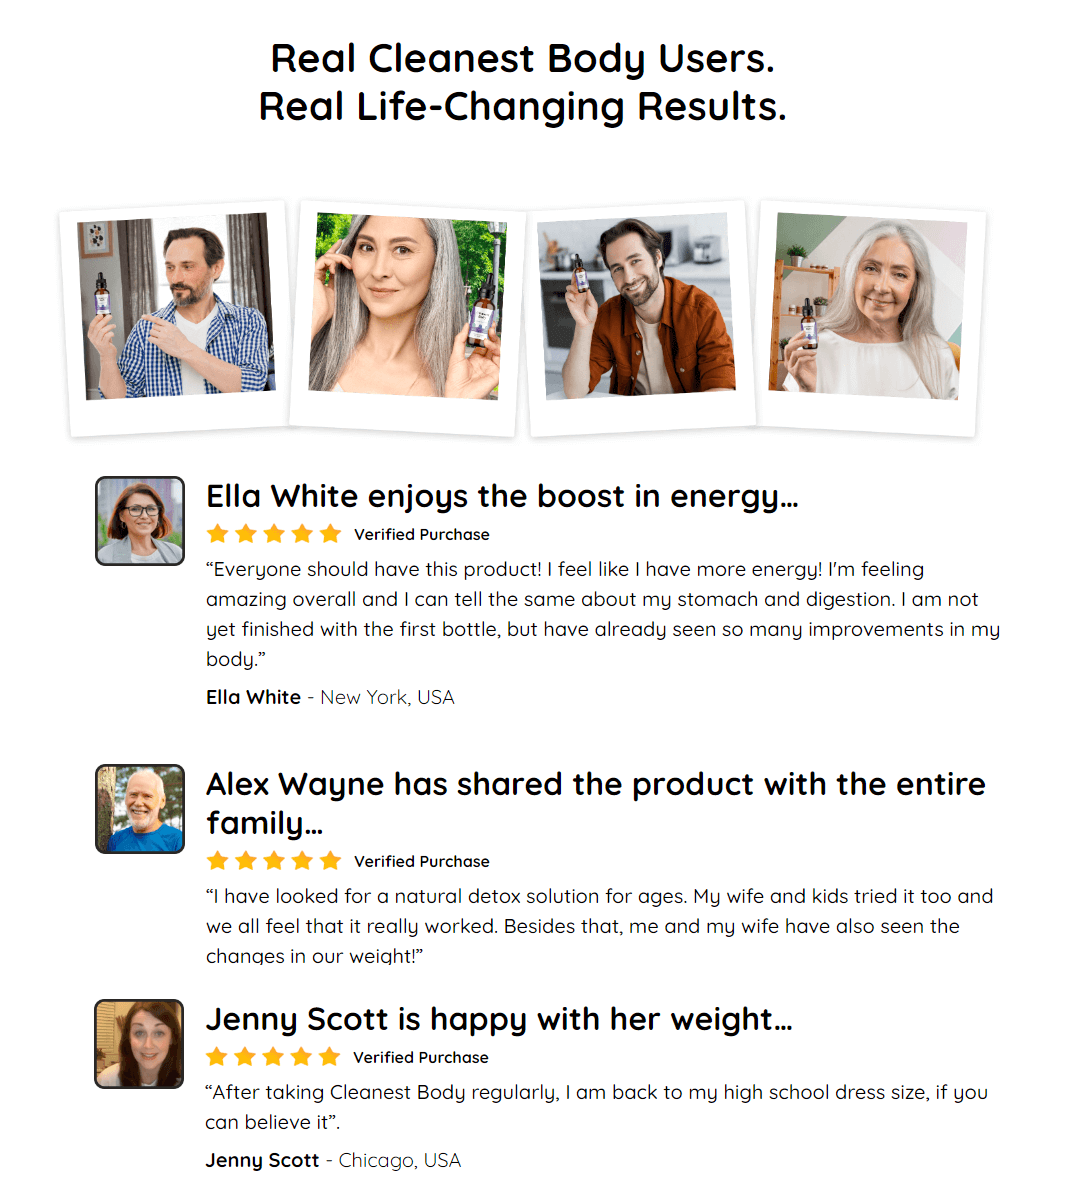 Real Cleanest Body Users.
Real Life-Changing Results.
Ella White enjoys the boost in energy...
Verified Purchase
“Everyone should have this product! I feel like I have more energy! I'm feeling
amazing overall and I can tell the same about my stomach and digestion. I am not
yet finished with the first bottle, but have already seen so many improvements in my
body.”
Ella White - New York, USA
Alex Wayne has shared the product with the entire
family...
Verified Purchase
“I have looked for a natural detox solution for ages. My wife and kids tried it too and
we all feel that it really worked. Besides that, me and my wife have also seen the
changes in our weight!”
Jenny Scott is happy with her weight...
Verified Purchase
“After taking Cleanest Body regularly, I am back to my high school dress size, if you
can believe it”.
Jenny Scott - Chicago, USA